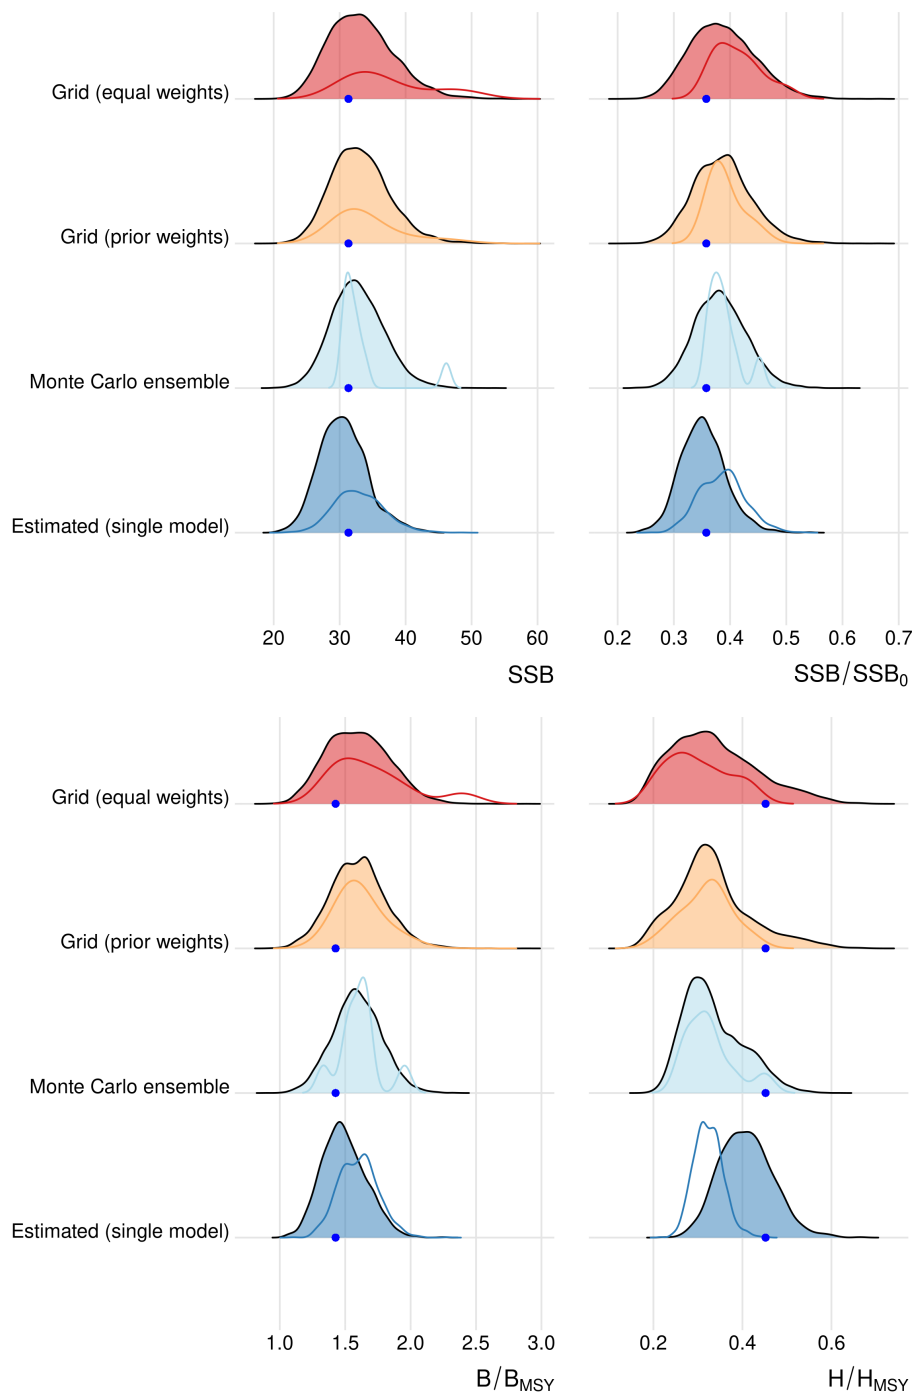 Grid (equal weights)
Grid (prior weights)
Monte Carlo ensemble
Estimated (single model)
20 30 40 50 60
0.2 0.3 0.4 0.5 0.6 0.7
SSB
SSB/SSB₀
Grid (equal weights)
Grid (prior weights)
Monte Carlo ensemble
Estimated (single model)
1.0 1.5 2.0 2.5 3.0
0.2 0.4 0.6
B/BMSY
H/HMSY